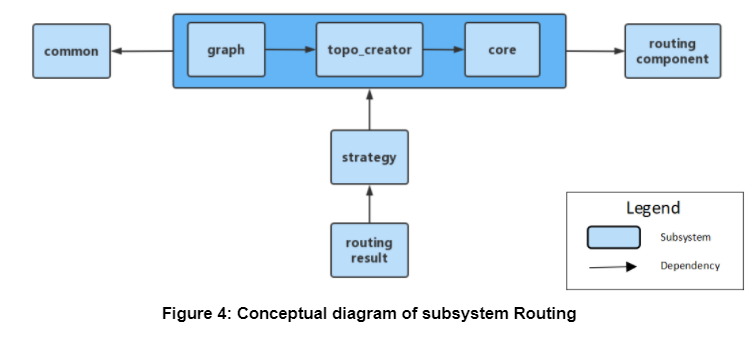 common
graph
topo_creator
core
routing
component
strategy
routing
result
Legend
Subsystem
Dependency
Figure 4: Conceptual diagram of subsystem Routing